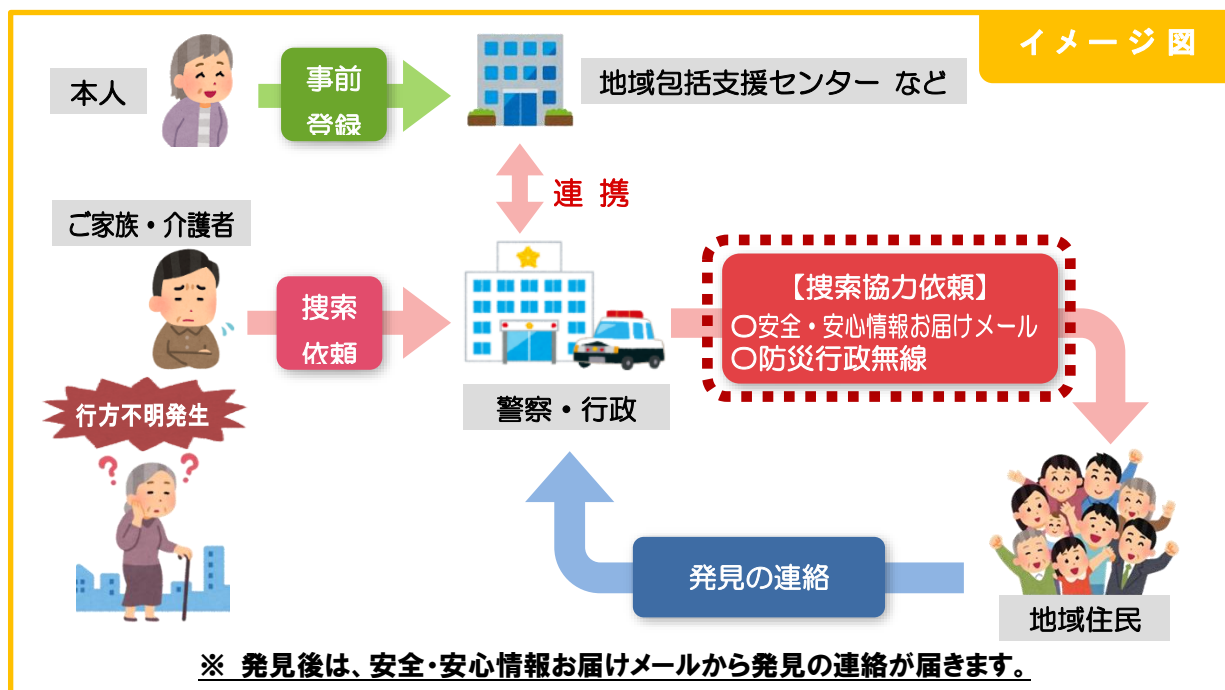 イメージ図
本人
事前
登録
地域包括支援センター など
連 携
ご家族・介護者
捜索
依頼
【捜索協力依頼】
〇安全・安心情報お届けメール
〇防災行政無線
警察・行政
行方不明発生
？ ？
発見の連絡
地域住民
※ 発見後は、安全・安心情報お届けメールから発見の連絡が届きます。